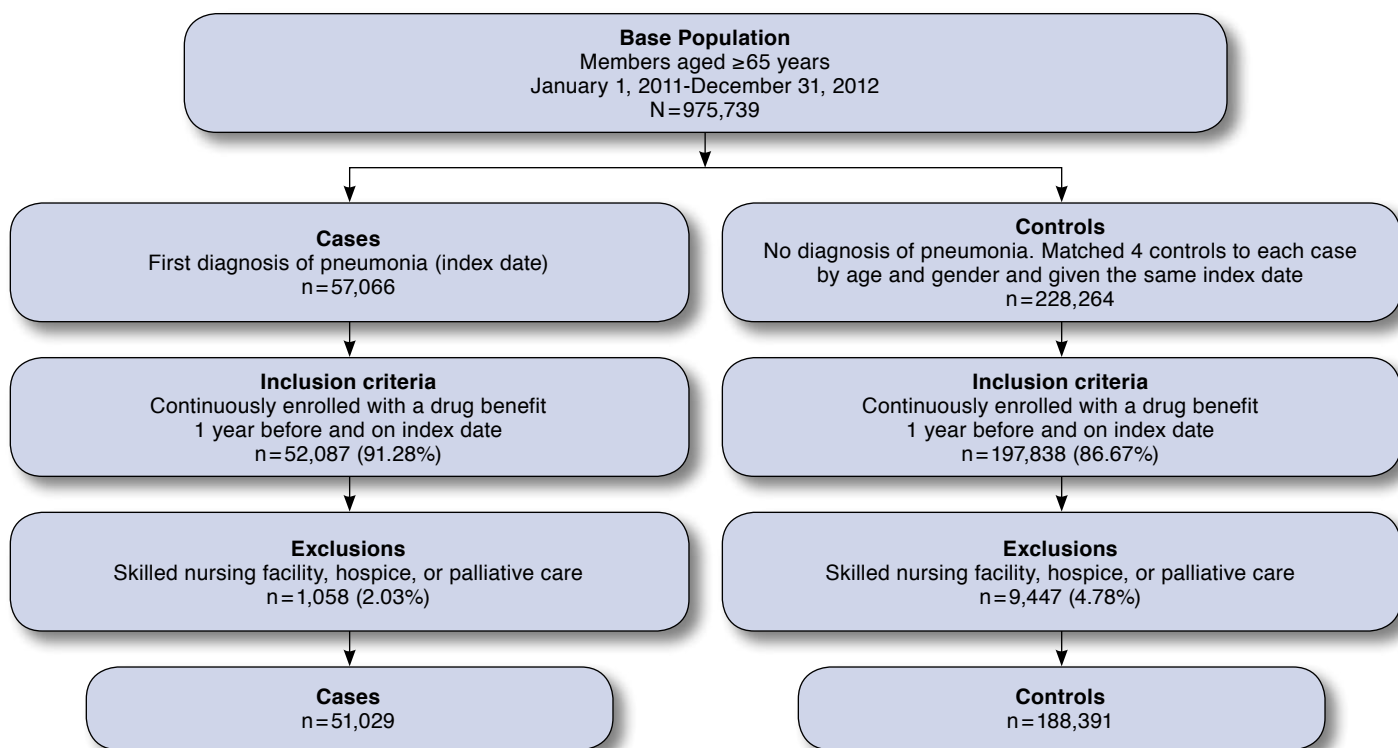 Base Population
Members aged ≥65 years
January 1, 2011-December 31, 2012
N=975,739
Cases
First diagnosis of pneumonia (index date)
n=57,066
Controls
No diagnosis of pneumonia. Matched 4 controls to each case
by age and gender and given the same index date
n=228,264
Inclusion criteria
Continuously enrolled with a drug benefit
1 year before and on index date
n=52,087 (91.28%)
Inclusion criteria
Continuously enrolled with a drug benefit
1 year before and on index date
n=197,838 (86.67%)
Exclusions
Skilled nursing facility, hospice, or palliative care
n=1,058 (2.03%)
Exclusions
Skilled nursing facility, hospice, or palliative care
n=9,447 (4.78%)
Cases
n=51,029
Controls
n=188,391